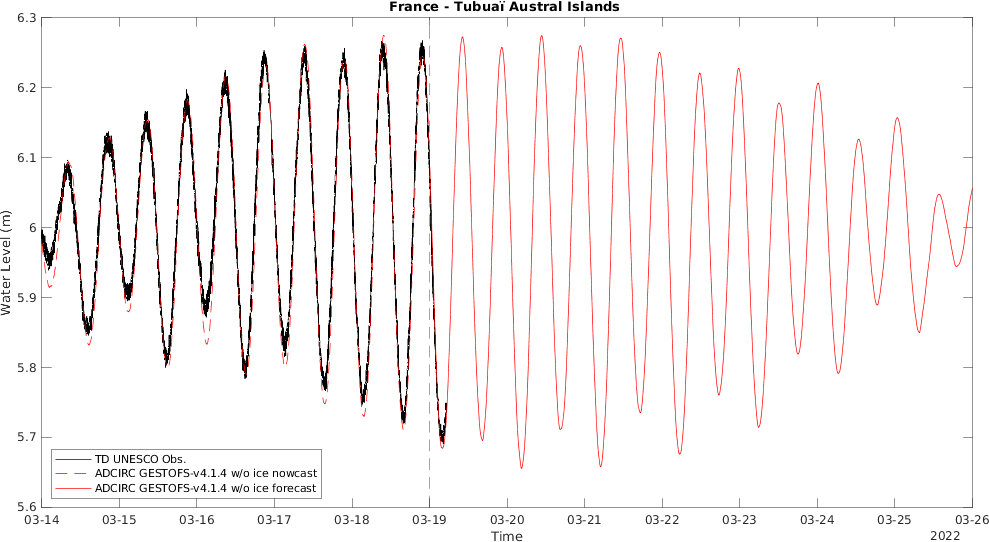 France - Tubuaï Austral Islands
6.3
6.2
6.1
6
5.9
5.8
5.7
5.6
Water Level (m)
TD UNESCO Obs.
ADCIRC GESTOFS-v4.1.4 w/o ice nowcast
ADCIRC GESTOFS-v4.1.4 w/o ice forecast
03-14 03-15 03-16 03-17 03-18 03-19 03-20 03-21 03-22 03-23 03-24 03-25 03-26
Time
2022